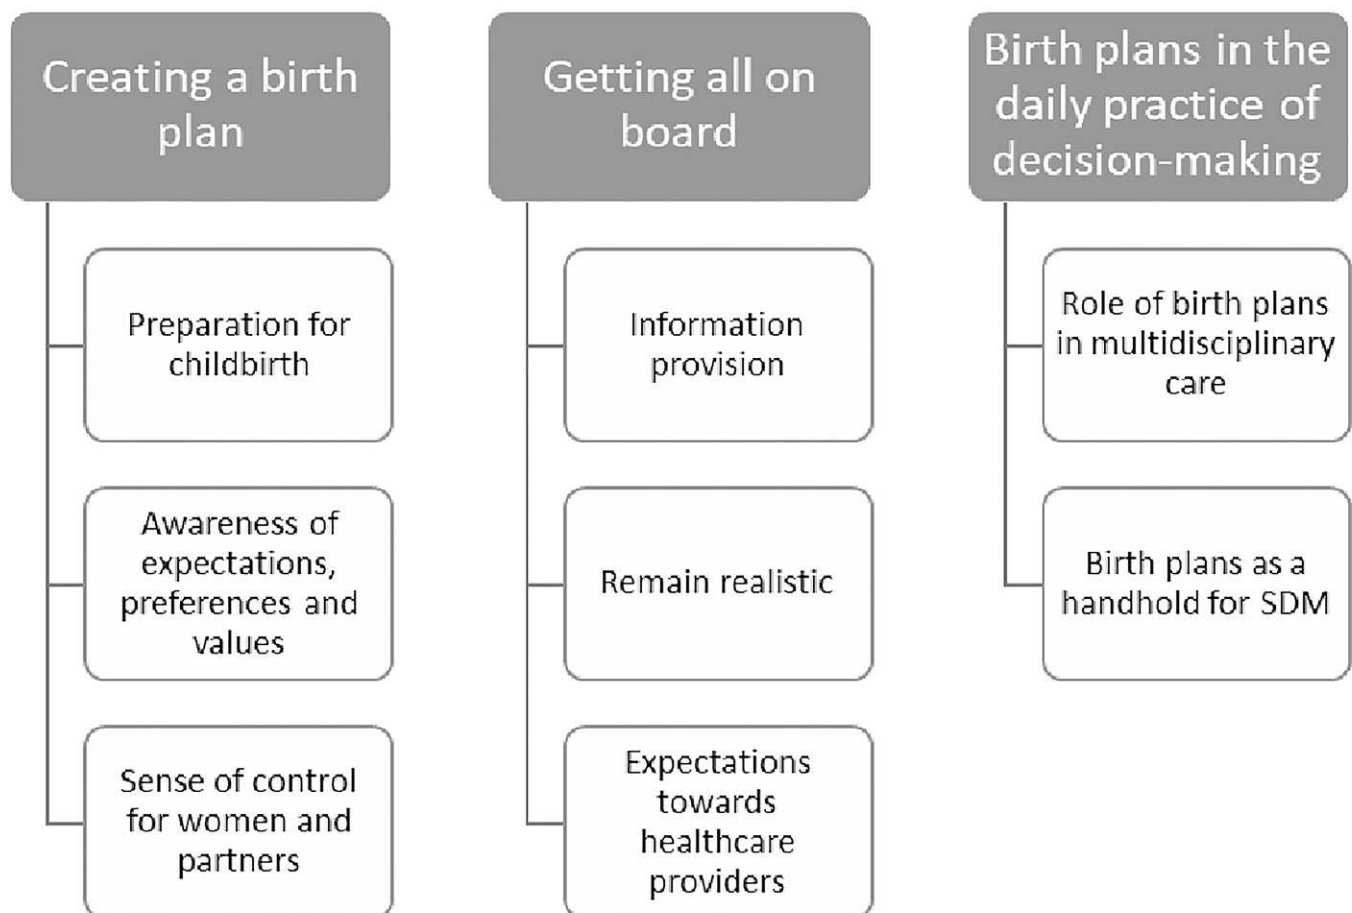 Creating a birth
plan
Preparation for
childbirth
Awareness of
expectations,
preferences and
values
Sense of control
for women and
partners
Getting all on
board
Information
provision
Remain realistic
Expectations
towards
healthcare
providers
Birth plans in the
daily practice of
decision-making
Role of birth plans
in multidisciplinary
care
Birth plans as a
handhold for SDM